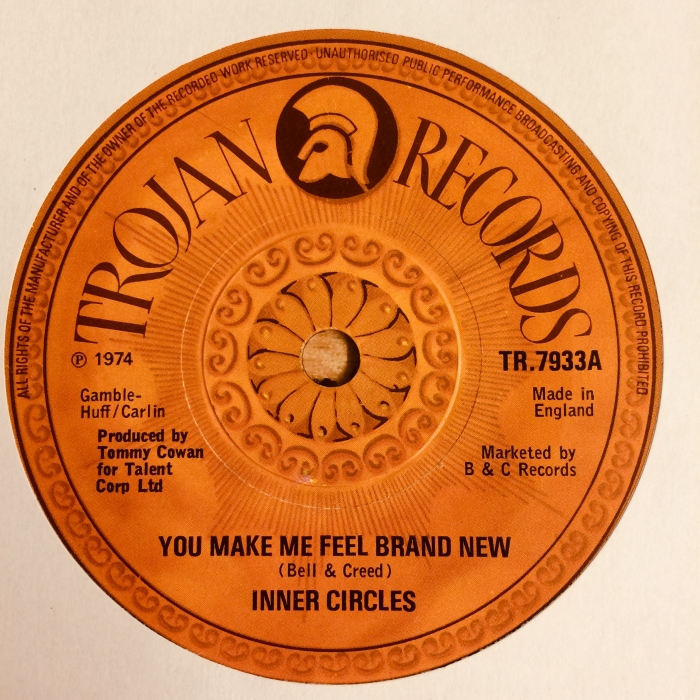 ALL RIGHTS OF THE MANUFACTURER AND OF THE OWNER OF THE RECORDED WORK RESERVED · UNAUTHORISED PUBLIC PERFORMANCE BROADCASTING AND COPYING OF THIS RECORD PROHIBITED
TROJAN RECORDS
℗ 1974
TR.7933A
Gamble-
Huff/Carlin
Made in
England
Produced by
Tommy Cowan
for Talent
Corp Ltd
Marketed by
B & C Records
YOU MAKE ME FEEL BRAND NEW
(Bell & Creed)
INNER CIRCLES